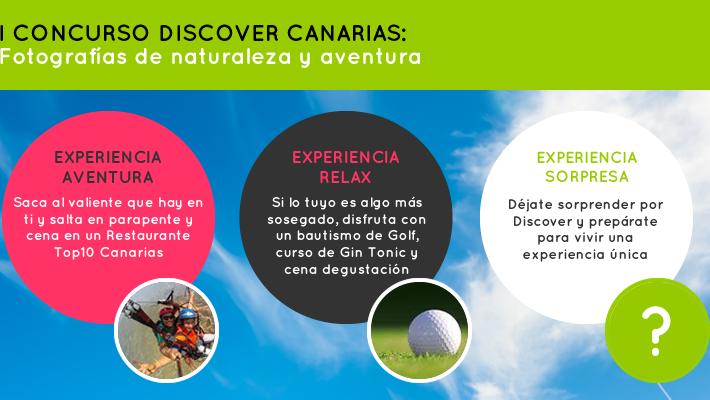 I CONCURSO DISCOVER CANARIAS:
Fotografías de naturaleza y aventura
EXPERIENCIA
AVENTURA
Saca al valiente que hay en
ti y salta en parapente y
cena en un Restaurante
Top10 Canarias
EXPERIENCIA
RELAX
Si lo tuyo es algo más
sosegado, disfruta con
un bautismo de Golf,
curso de Gin Tonic y
cena degustación
EXPERIENCIA
SORPRESA
Déjate sorprender por
Discover y prepárate
para vivir una
experiencia única
?